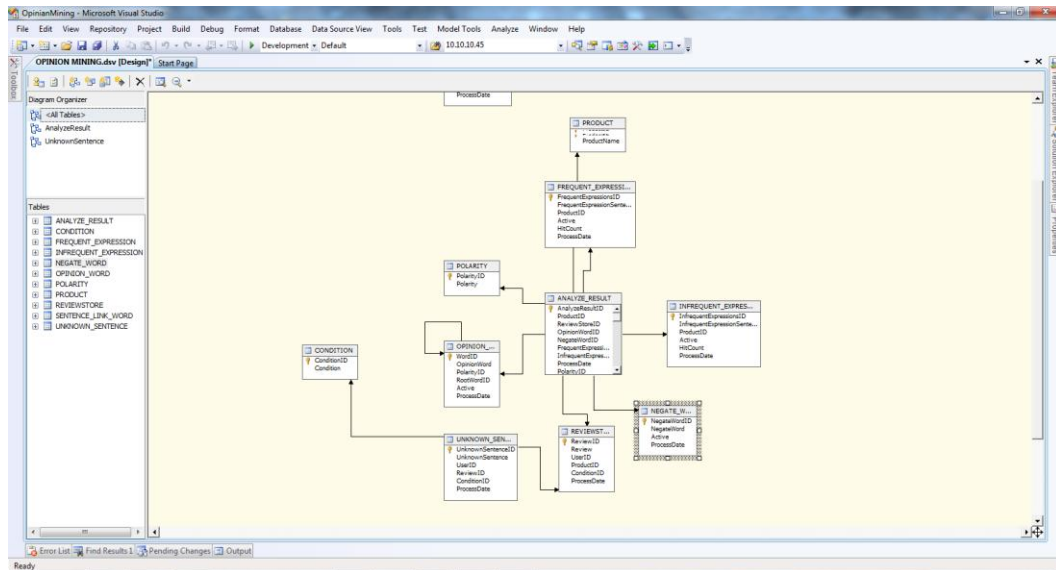 OpinianMining - Microsoft Visual Studio
File Edit View Repository Project Build Debug Format Database Data Source View Tools Test Model Tools Analyze Window Help
Development Default 10.10.10.45
OPINION MINING.dsv [Design]* Start Page
Toolbox
Diagram Organizer
<All Tables>
AnalyzeResult
UnknownSentence
Tables
ANALYZE_RESULT
CONDITION
FREQUENT_EXPRESSION
INFREQUENT_EXPRESSION
NEGATE_WORD
OPINION_WORD
POLARITY
PRODUCT
REVIEWSTORE
SENTENCE_LINK_WORD
UNKNOWN_SENTENCE
ProcessDate
PRODUCT
ProductName
FREQUENT_EXPRESSI...
FrequentExpressionsID
FrequentExpressionSente...
ProductID
Active
HitCount
ProcessDate
POLARITY
PolarityID
Polarity
ANALYZE_RESULT
AnalyzeResultID
ProductID
ReviewStoreID
OpinionWordID
NegateWordID
FrequentExpressi...
InfrequentExpres...
ProcessDate
PolarityID
INFREQUENT_EXPRES...
InfrequentExpressionsID
InfrequentExpressionSente...
ProductID
Active
HitCount
ProcessDate
OPINION_...
WordID
OpinionWord
PolarityID
RootWordID
Active
ProcessDate
CONDITION
ConditionID
Condition
NEGATE_W...
NegateWordID
NegateWord
Active
ProcessDate
REVIEWST...
ReviewID
Review
UserID
ProductID
ConditionID
ProcessDate
UNKNOWN_SEN...
UnknownSentenceID
UnknownSentence
UserID
ReviewID
ConditionID
ProcessDate
Team Explorer
Solution Explorer
Properties
Error List Find Results 1 Pending Changes Output
Ready